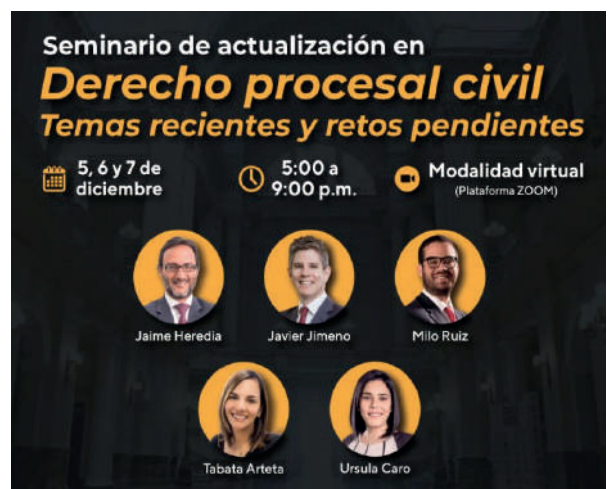 Seminario de actualización en
Derecho procesal civil
Temas recientes y retos pendientes
5, 6 y 7 de
diciembre
5:00 a
9:00 p.m.
Modalidad virtual
(Plataforma ZOOM)
Jaime Heredia
Javier Jimeno
Milo Ruiz
Tabata Arteta
Ursula Caro